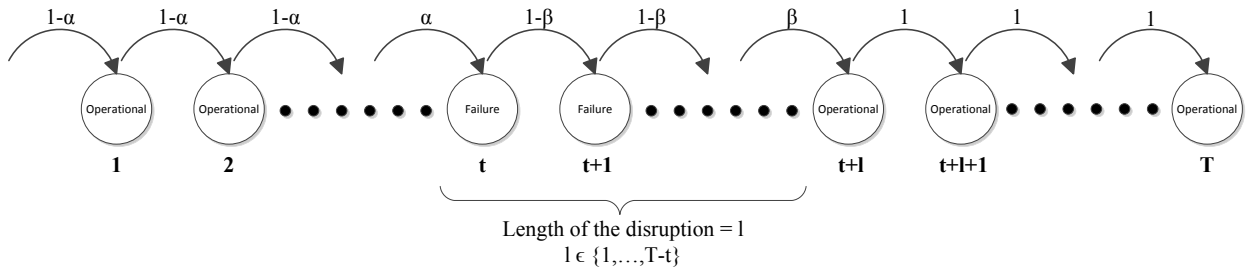 1-α 1-α 1-α α 1-β 1-β β 1 1 1
Operational Operational Failure Failure Operational Operational Operational
1 2 t t+1 t+l t+l+1 T
Length of the disruption = l
l ϵ {1,…,T-t}